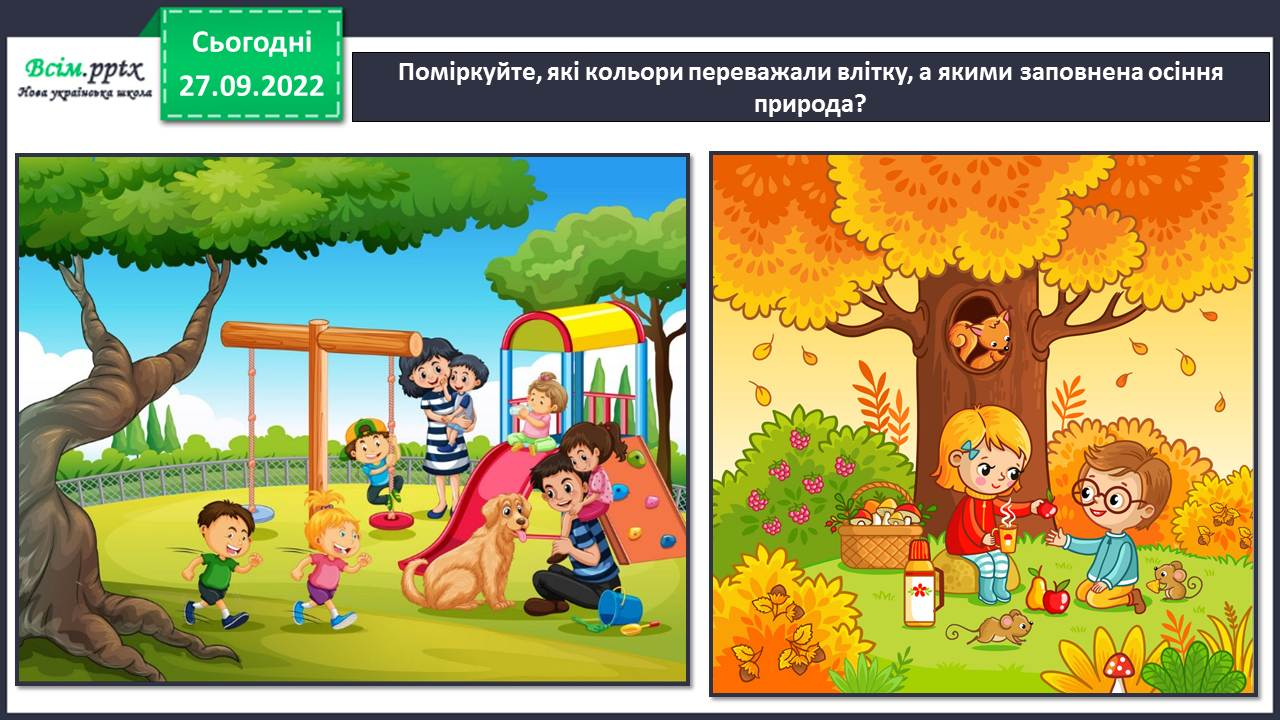 Всім.pptx
Нова українська школа
Сьогодні
27.09.2022
Поміркуйте, які кольори переважали влітку, а якими заповнена осіння
природа?